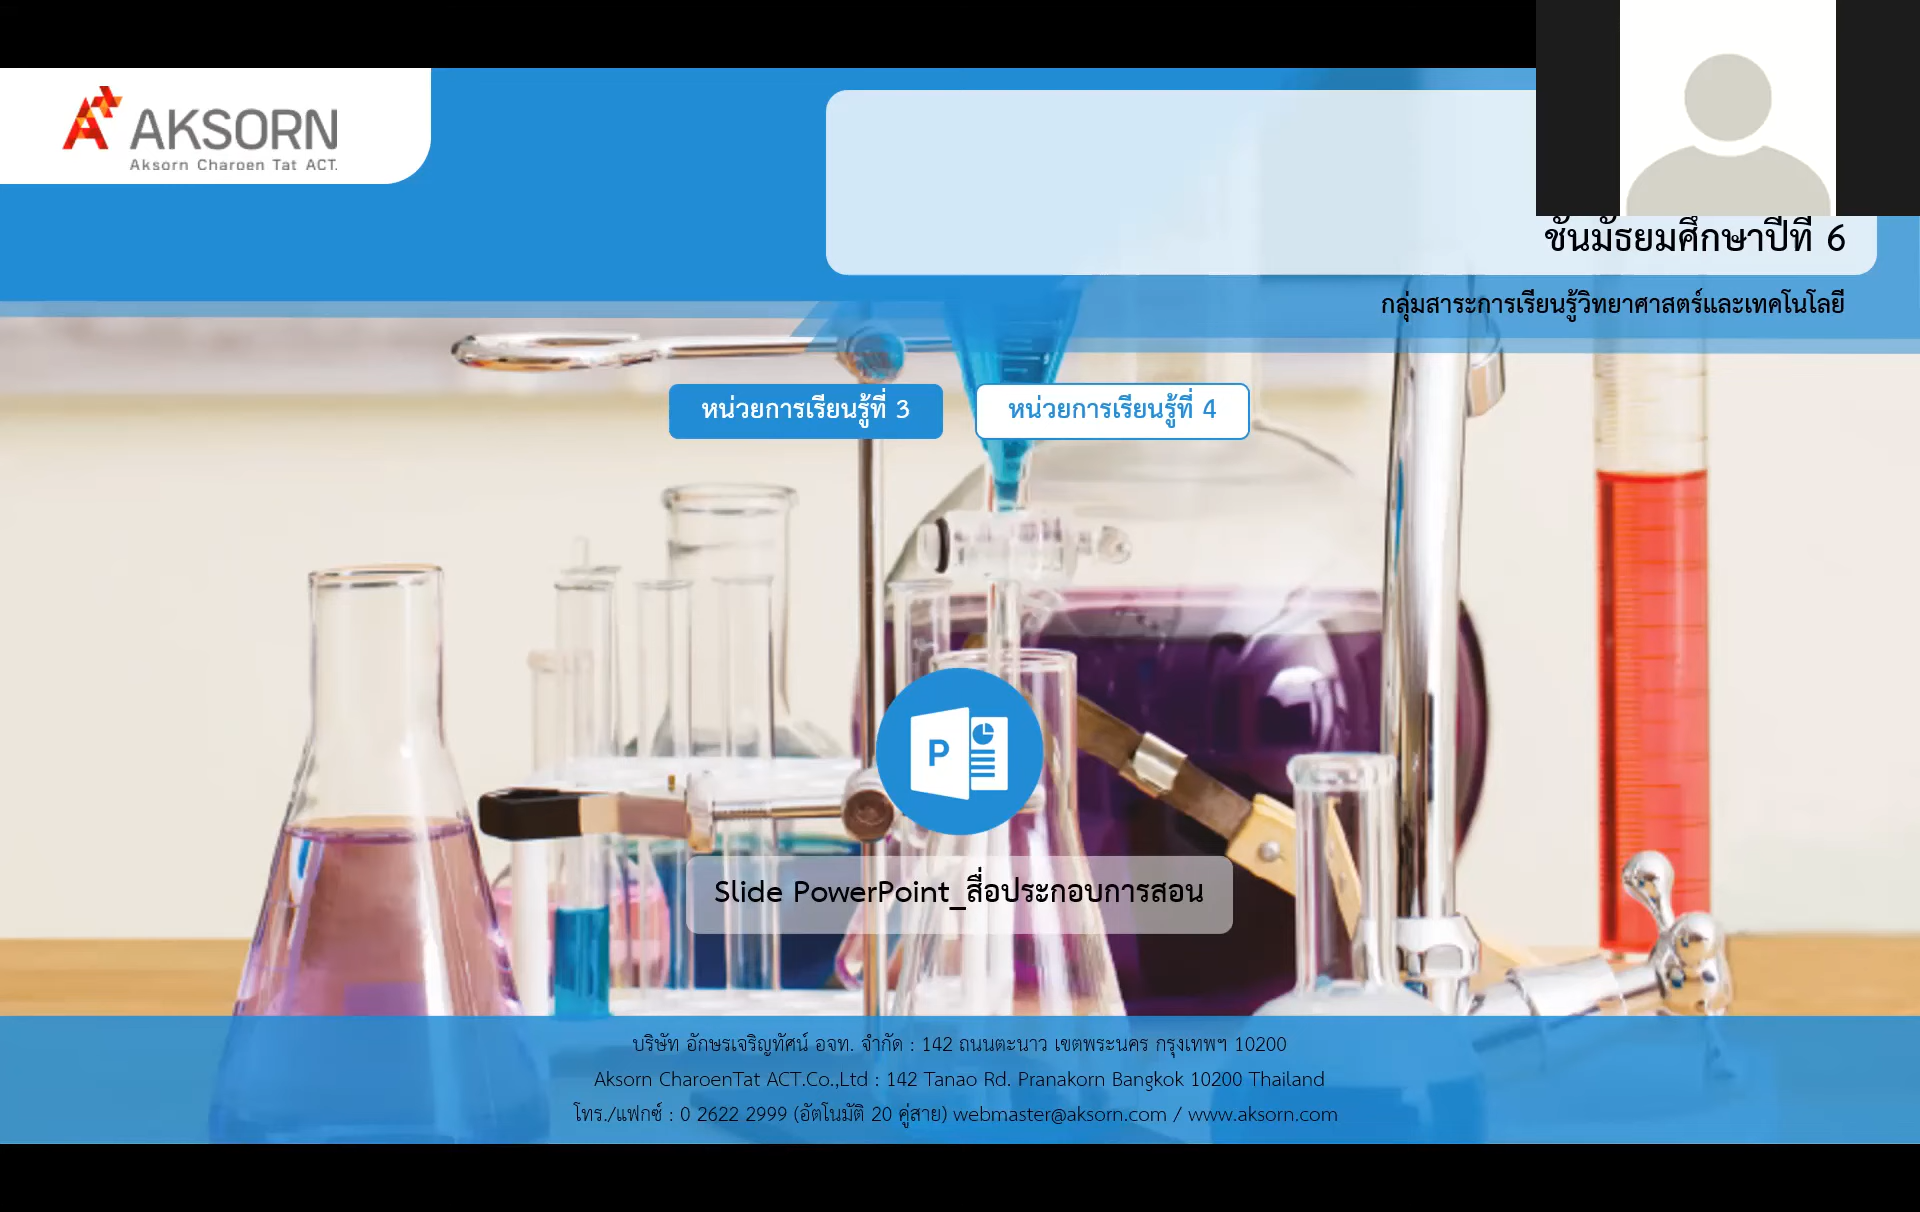 AKSORN
Aksorn Charoen Tat ACT.
ชั้นมัธยมศึกษาปีที่ 6
กลุ่มสาระการเรียนรู้วิทยาศาสตร์และเทคโนโลยี
หน่วยการเรียนรู้ที่ 3
หน่วยการเรียนรู้ที่ 4
P
Slide PowerPoint_สื่อประกอบการสอน
บริษัท อักษรเจริญทัศน์ อจท. จำกัด : 142 ถนนตะนาว เขตพระนคร กรุงเทพฯ 10200
Aksorn CharoenTat ACT.Co.,Ltd : 142 Tanao Rd. Pranakorn Bangkok 10200 Thailand
โทร./แฟกซ์ : 0 2622 2999 (อัตโนมัติ 20 คู่สาย) webmaster@aksorn.com / www.aksorn.com